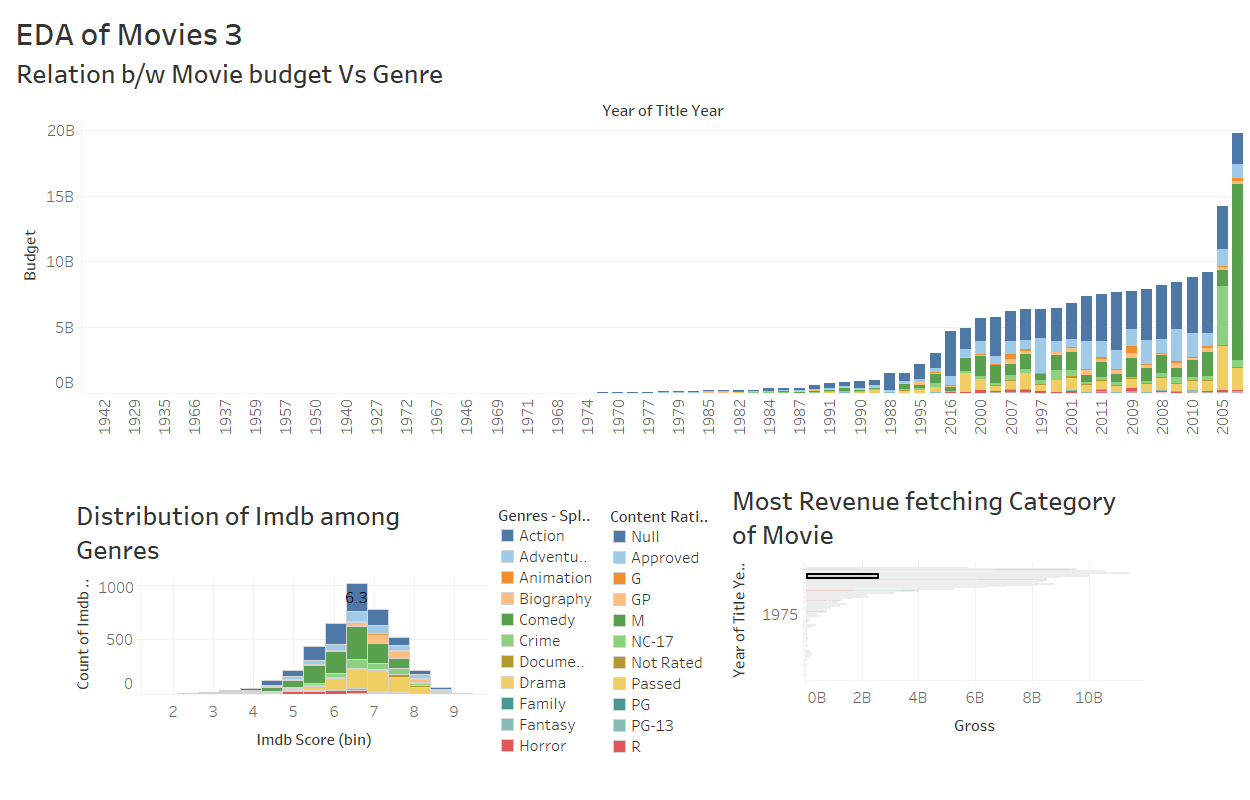 EDA of Movies 3
Relation b/w Movie budget Vs Genre
Year of Title Year
20B
15B
10B
5B
0B
Budget
1942 1929 1935 1966 1937 1959 1957 1950 1940 1927 1972 1967 1946 1969 1971 1968 1974 1970 1977 1979 1985 1982 1984 1987 1991 1990 1988 1995 2016 2000 2007 1997 2001 2011 2009 2008 2010 2005
Distribution of Imdb among
Genres
1000
500
0
Count of Imdb..
6.3
2 3 4 5 6 7 8 9
Imdb Score (bin)
Genres - Spl..
Action
Adventu..
Animation
Biography
Comedy
Crime
Docume..
Drama
Family
Fantasy
Horror
Content Rati..
Null
Approved
G
GP
M
NC-17
Not Rated
Passed
PG
PG-13
R
Most Revenue fetching Category
of Movie
Year of Title Ye..
1975
0B 2B 4B 6B 8B 10B
Gross